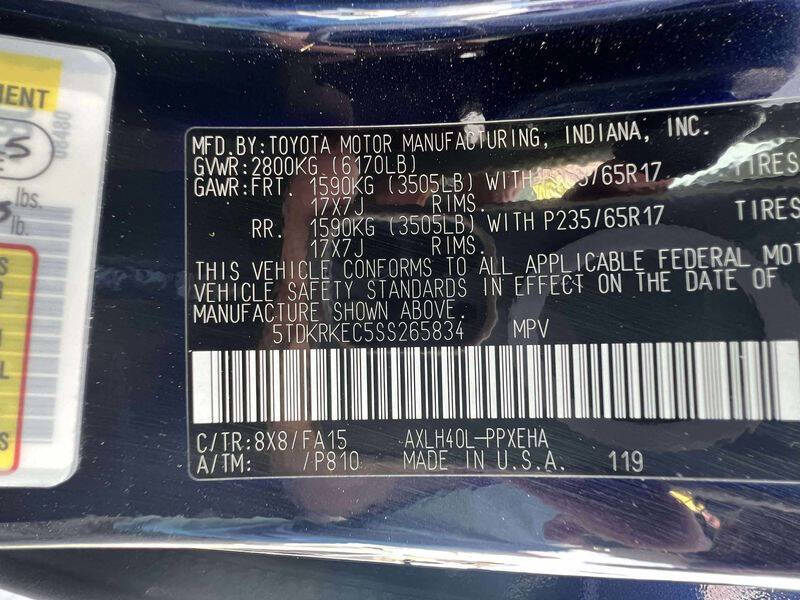 MENT
5
08480
lbs.
lb.
S
R
L
S
MFD.BY:TOYOTA MOTOR MANUFACTURING, INDIANA, INC.
GVWR:2800KG (6170LB)
GAWR:FRT. 1590KG (3505LB) WITH /65R17 TIRES
17X7J RIMS.
RR. 1590KG (3505LB) WITH P235/65R17 TIRES
17X7J RIMS.
THIS VEHICLE CONFORMS TO ALL APPLICABLE FEDERAL MOT
VEHICLE SAFETY STANDARDS IN EFFECT ON THE DATE OF
MANUFACTURE SHOWN ABOVE.
5TDKRKEC5SS265834 MPV
C/TR:8X8/FA15 AXLH40L-PPXEHA
A/TM: /P810 MADE IN U.S.A. 119